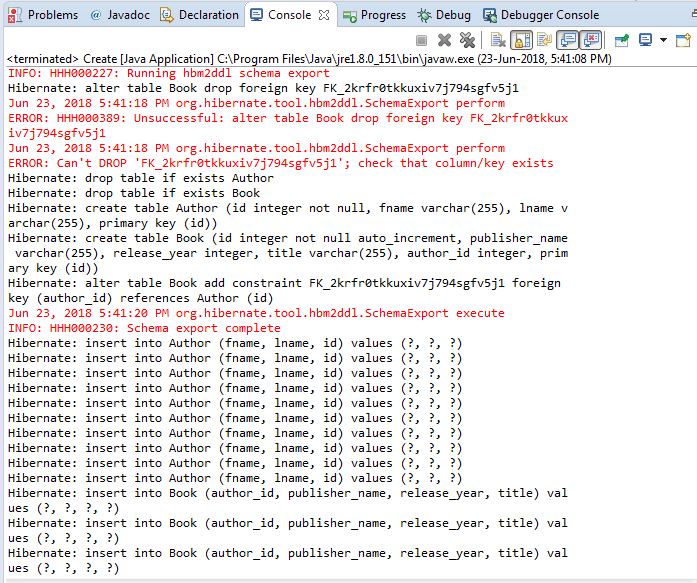 Problems @ Javadoc Declaration Console Progress Debug Debugger Console
<terminated> Create [Java Application] C:\Program Files\Java\jre1.8.0_151\bin\javaw.exe (23-Jun-2018, 5:41:08 PM)
INFO: HHH000227: Running hbm2ddl schema export
Hibernate: alter table Book drop foreign key FK_2krfr0tkkuxiv7j794sgfv5j1
Jun 23, 2018 5:41:18 PM org.hibernate.tool.hbm2ddl.SchemaExport perform
ERROR: HHH000389: Unsuccessful: alter table Book drop foreign key FK_2krfr0tkkux
iv7j794sgfv5j1
Jun 23, 2018 5:41:18 PM org.hibernate.tool.hbm2ddl.SchemaExport perform
ERROR: Can't DROP 'FK_2krfr0tkkuxiv7j794sgfv5j1'; check that column/key exists
Hibernate: drop table if exists Author
Hibernate: drop table if exists Book
Hibernate: create table Author (id integer not null, fname varchar(255), lname v
archar(255), primary key (id))
Hibernate: create table Book (id integer not null auto_increment, publisher_name
 varchar(255), release_year integer, title varchar(255), author_id integer, prim
ary key (id))
Hibernate: alter table Book add constraint FK_2krfr0tkkuxiv7j794sgfv5j1 foreign
key (author_id) references Author (id)
Jun 23, 2018 5:41:20 PM org.hibernate.tool.hbm2ddl.SchemaExport execute
INFO: HHH000230: Schema export complete
Hibernate: insert into Author (fname, lname, id) values (?, ?, ?)
Hibernate: insert into Author (fname, lname, id) values (?, ?, ?)
Hibernate: insert into Author (fname, lname, id) values (?, ?, ?)
Hibernate: insert into Author (fname, lname, id) values (?, ?, ?)
Hibernate: insert into Author (fname, lname, id) values (?, ?, ?)
Hibernate: insert into Author (fname, lname, id) values (?, ?, ?)
Hibernate: insert into Author (fname, lname, id) values (?, ?, ?)
Hibernate: insert into Author (fname, lname, id) values (?, ?, ?)
Hibernate: insert into Author (fname, lname, id) values (?, ?, ?)
Hibernate: insert into Author (fname, lname, id) values (?, ?, ?)
Hibernate: insert into Book (author_id, publisher_name, release_year, title) val
ues (?, ?, ?, ?)
Hibernate: insert into Book (author_id, publisher_name, release_year, title) val
ues (?, ?, ?, ?)
Hibernate: insert into Book (author_id, publisher_name, release_year, title) val
ues (?, ?, ?, ?)